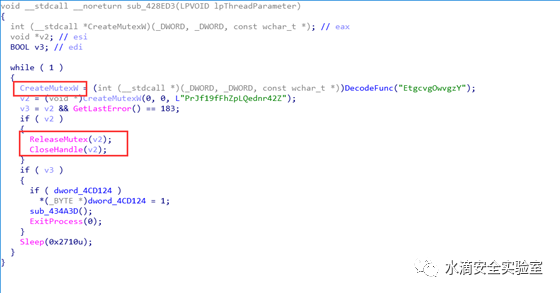 void __stdcall __noreturn sub_428ED3(LPVOID lpThreadParameter)
{
int (__stdcall *CreateMutexW)(_DWORD, _DWORD, const wchar_t *); // eax
void *v2; // esi
BOOL v3; // edi
while ( 1 )
{
CreateMutexW = (int (__stdcall *)(_DWORD, _DWORD, const wchar_t *))DecodeFunc("EtgcvgOwvgzY");
v2 = (void *)CreateMutexW(0, 0, L"PrJf19fFhZpLQednr42Z");
v3 = v2 && GetLastError() == 183;
if ( v2 )
{
ReleaseMutex(v2);
CloseHandle(v2);
}
if ( v3 )
{
if ( dword_4CD124 )
*(_BYTE *)dword_4CD124 = 1;
sub_434A3D();
ExitProcess(0);
}
Sleep(0x2710u);
}
}
水滴安全实验室